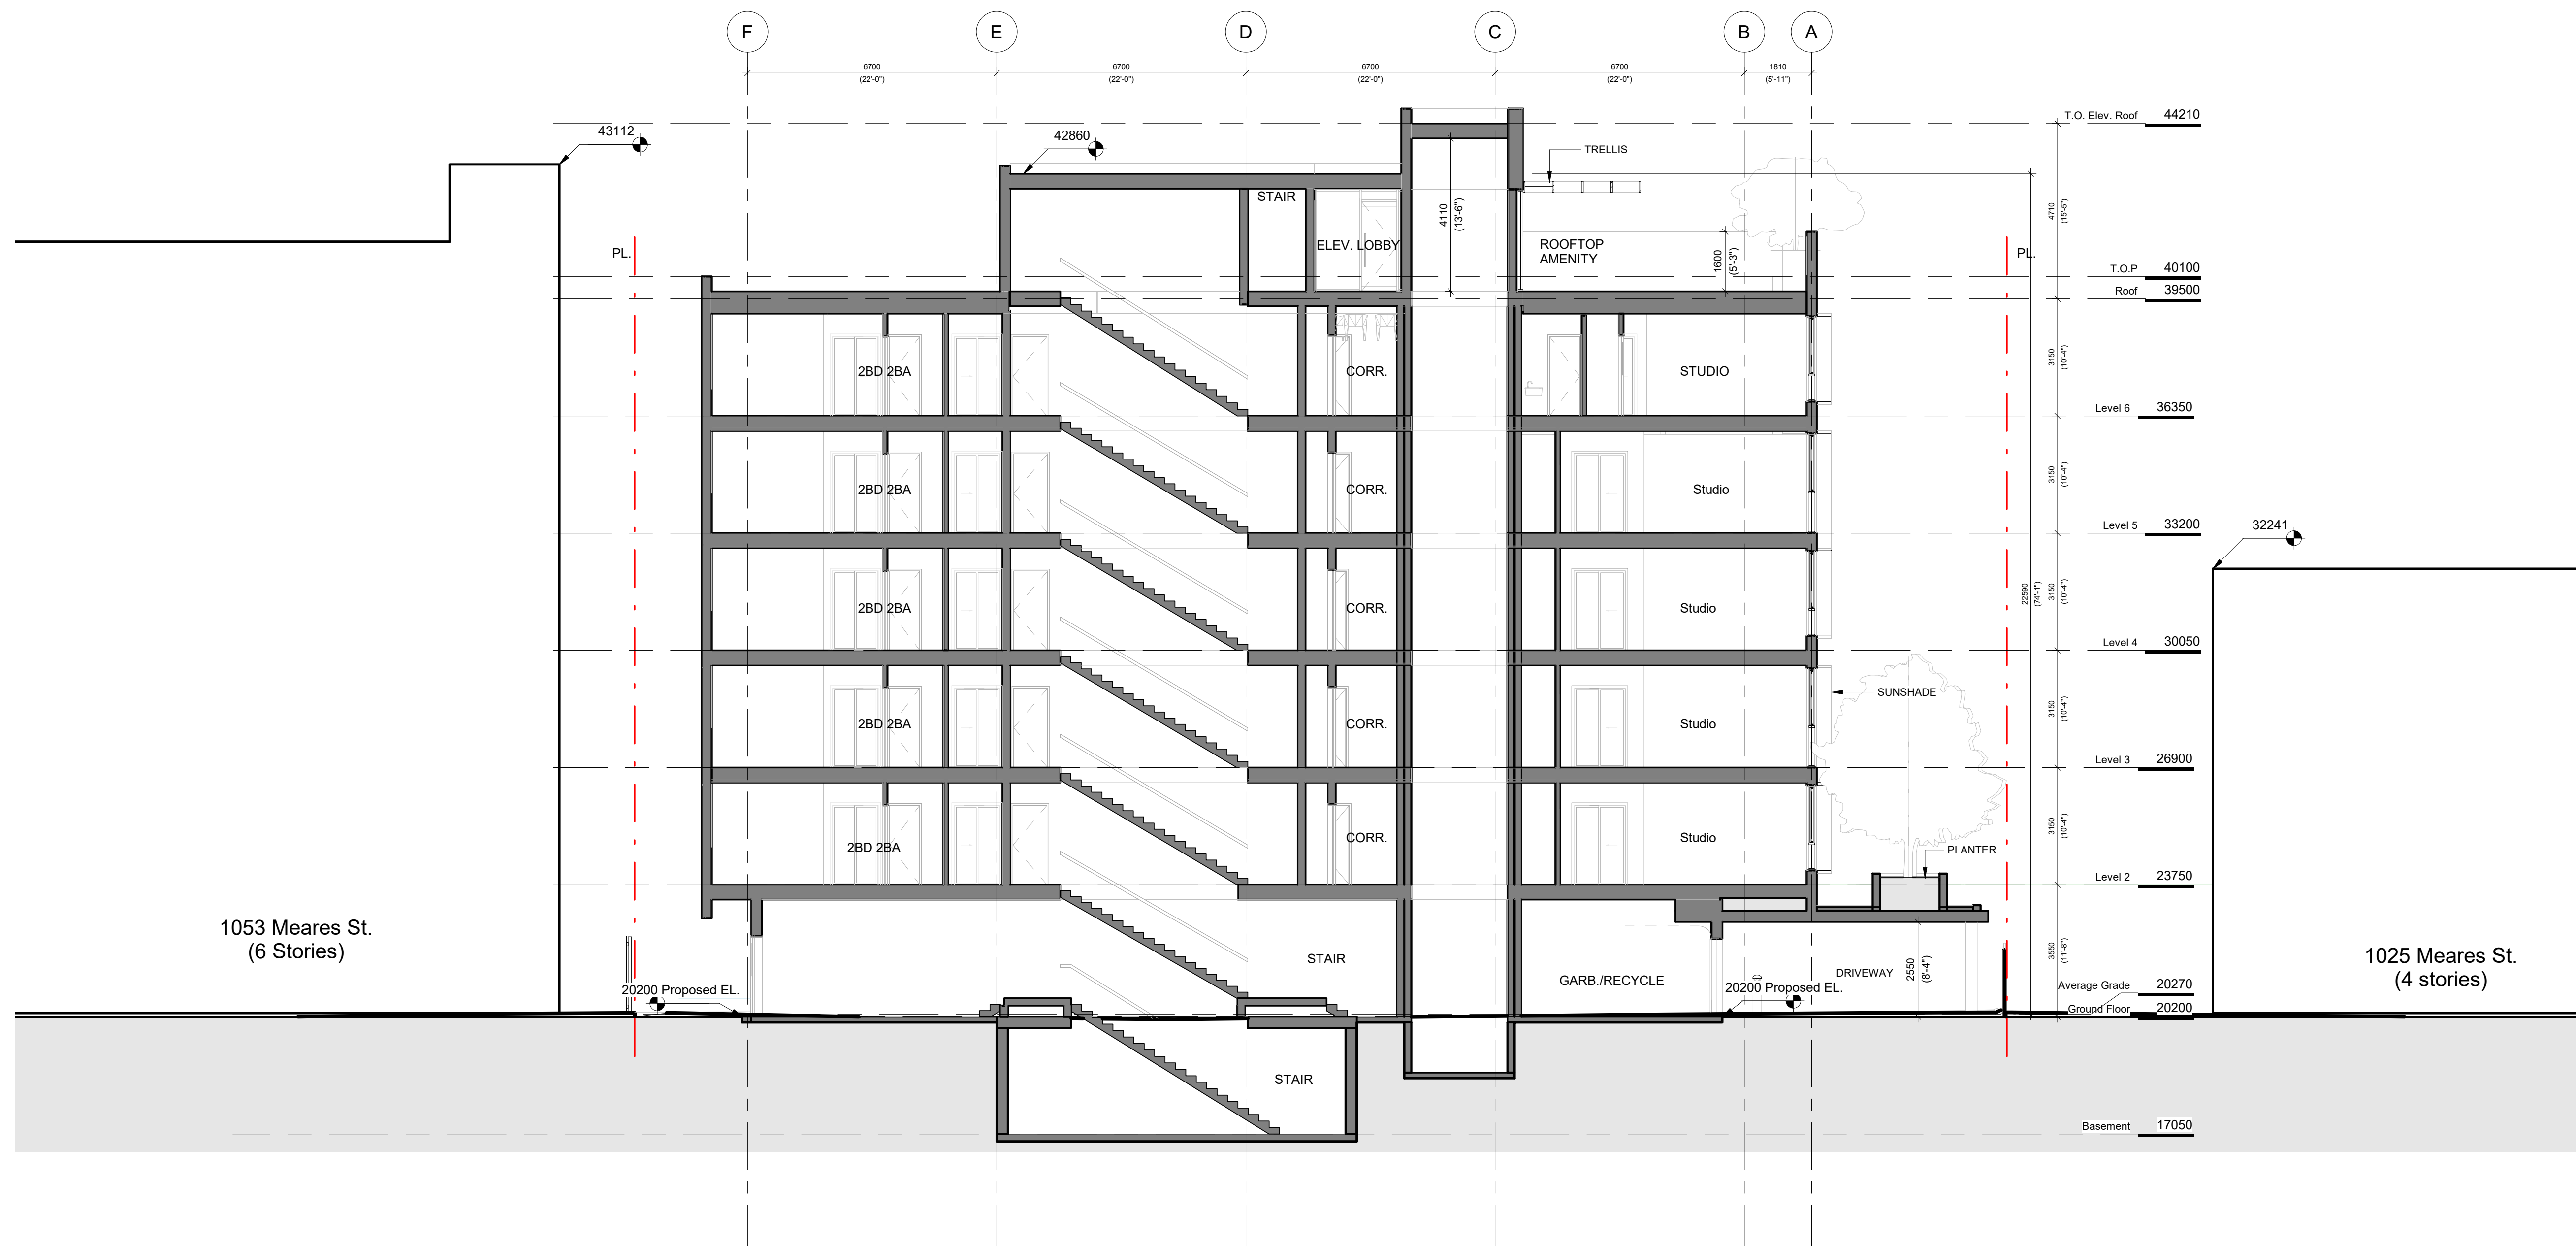 F
E
D
C
B
A
6700
(22'-0")
6700
(22'-0")
6700
(22'-0")
6700
(22'-0")
1810
(5'-11")
T.O. Elev. Roof 44210
43112
42860
TRELLIS
STAIR
4110
(13'-6")
4710
(15'-5")
PL.
ELEV. LOBBY
ROOFTOP
AMENITY
1600
(5'-3")
PL.
T.O.P 40100
Roof 39500
2BD 2BA
CORR.
STUDIO
3150
(10'-4")
Level 6 36350
2BD 2BA
CORR.
Studio
3150
(10'-4")
Level 5 33200
32241
2BD 2BA
CORR.
Studio
22590
(74'-1")
3150
(10'-4")
Level 4 30050
SUNSHADE
2BD 2BA
CORR.
Studio
3150
(10'-4")
Level 3 26900
2BD 2BA
CORR.
Studio
3150
(10'-4")
PLANTER
Level 2 23750
1053 Meares St.
(6 Stories)
STAIR
GARB./RECYCLE
DRIVEWAY
2550
(8'-4")
3550
(11'-8")
1025 Meares St.
(4 stories)
20200 Proposed EL.
20200 Proposed EL.
Average Grade 20270
Ground Floor 20200
STAIR
Basement 17050